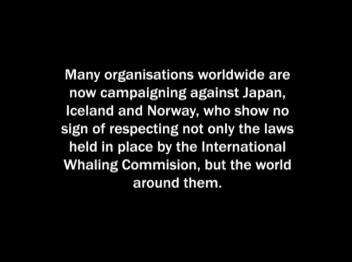 Many organisations worldwide are
now campaigning against Japan,
Iceland and Norway, who show no
sign of respecting not only the laws
held in place by the International
Whaling Commision, but the world
around them.